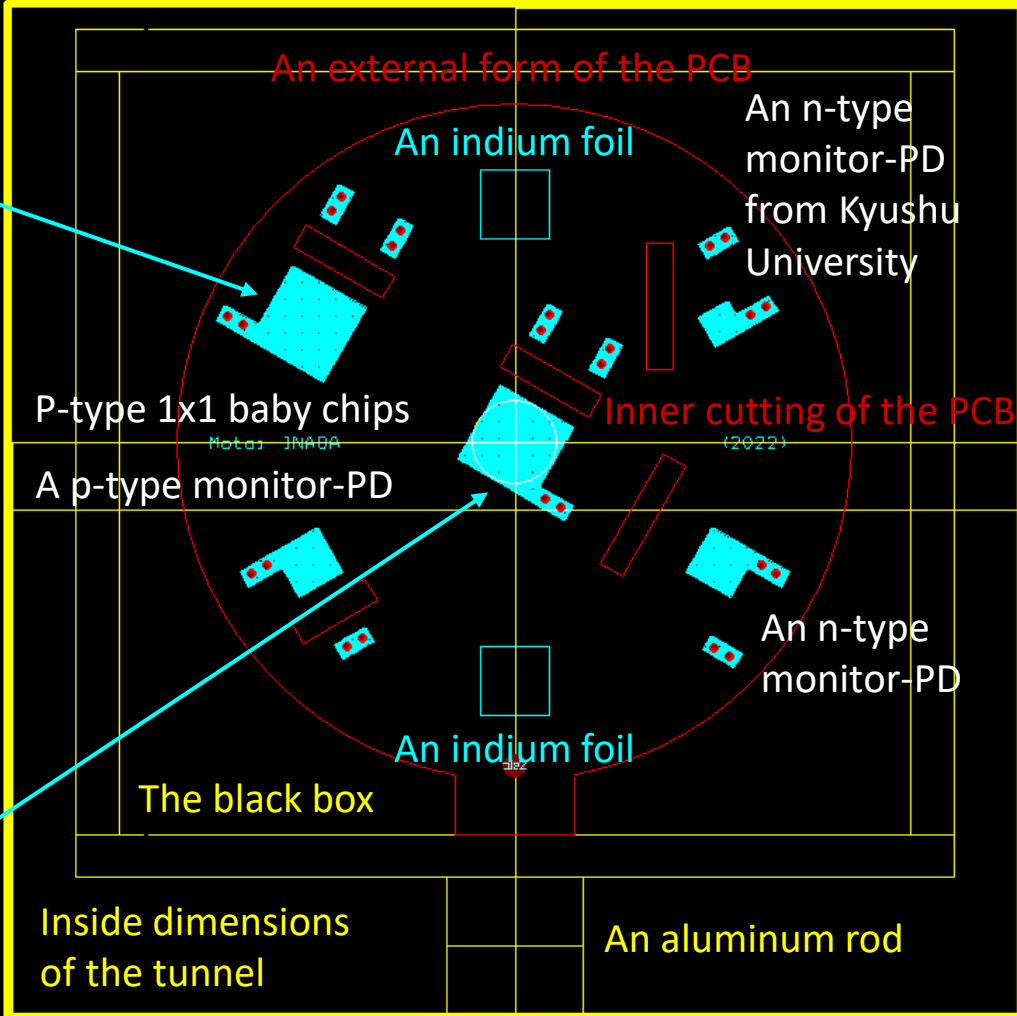 An external form of the PCB
An n-type
monitor-PD
from Kyushu
University
An indium foil
P-type 1x1 baby chips
Inner cutting of the PCB
(2022)
A p-type monitor-PD
An n-type
monitor-PD
An indium foil
The black box
Inside dimensions
of the tunnel
An aluminum rod